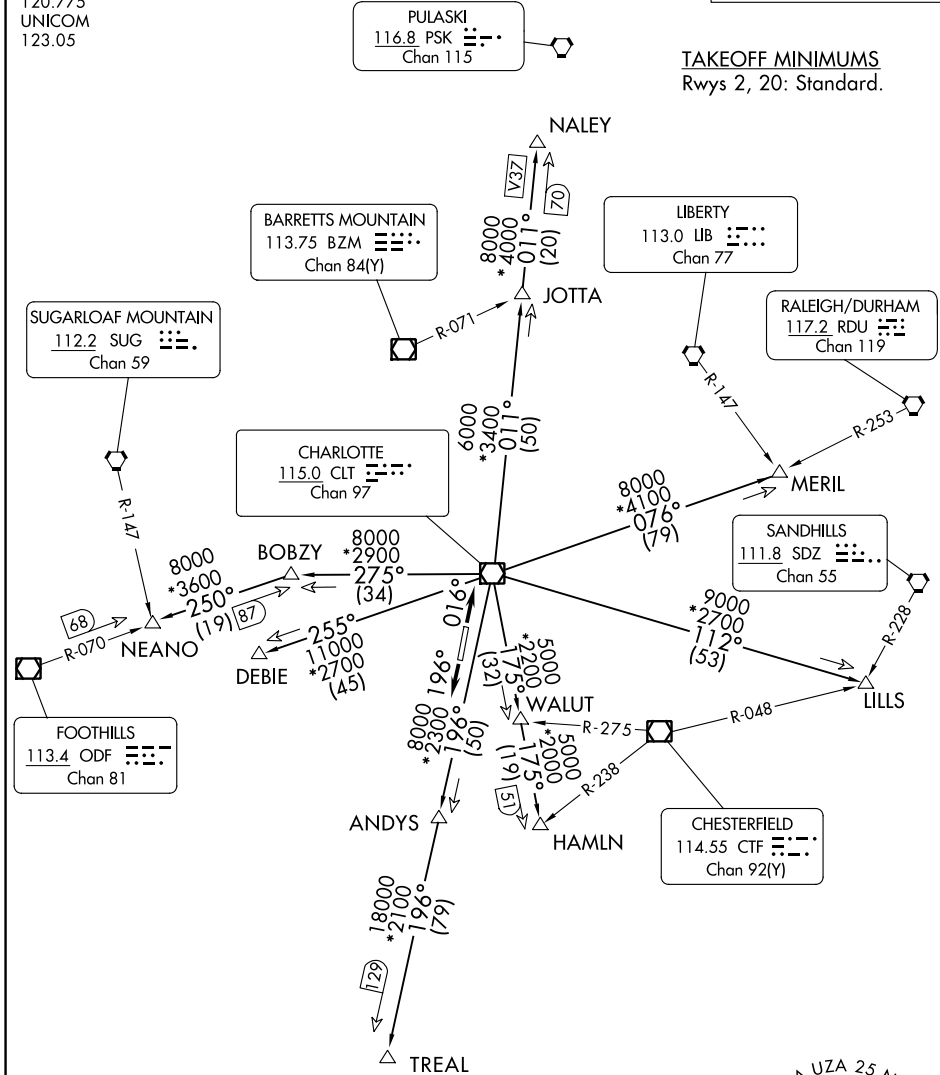 120.775
UNICOM
123.05
PULASKI
116.8 PSK
Chan 115
TAKEOFF MINIMUMS
Rwys 2, 20: Standard.
NALEY
V37
70
8000
*4000
011°
(20)
BARRETTS MOUNTAIN
113.75 BZM
Chan 84(Y)
LIBERTY
113.0 LIB
Chan 77
JOTTA
R-071
SUGARLOAF MOUNTAIN
112.2 SUG
Chan 59
RALEIGH/DURHAM
117.2 RDU
Chan 119
R-147
R-253
6000
*3400
011°
(50)
CHARLOTTE
115.0 CLT
Chan 97
MERIL
8000
*4100
076°
(79)
R-147
SANDHILLS
111.8 SDZ
Chan 55
BOBZY
8000
*2900
275°
(34)
8000
*3600
250°
(19)
87
68
R-070
NEANO
255°
11000
*2700
(45)
DEBIE
016°
196°
9000
*2700
112°
(53)
R-228
LILLS
5000
*2200
175°
(32)
WALUT
R-275
R-048
FOOTHILLS
113.4 ODF
Chan 81
8000
*2300
196°
(50)
5000
*2000
175°
(19)
51
R-238
ANDYS
HAMLN
CHESTERFIELD
114.55 CTF
Chan 92(Y)
18000
*2100
196°
(79)
129
TREAL
UZA 25